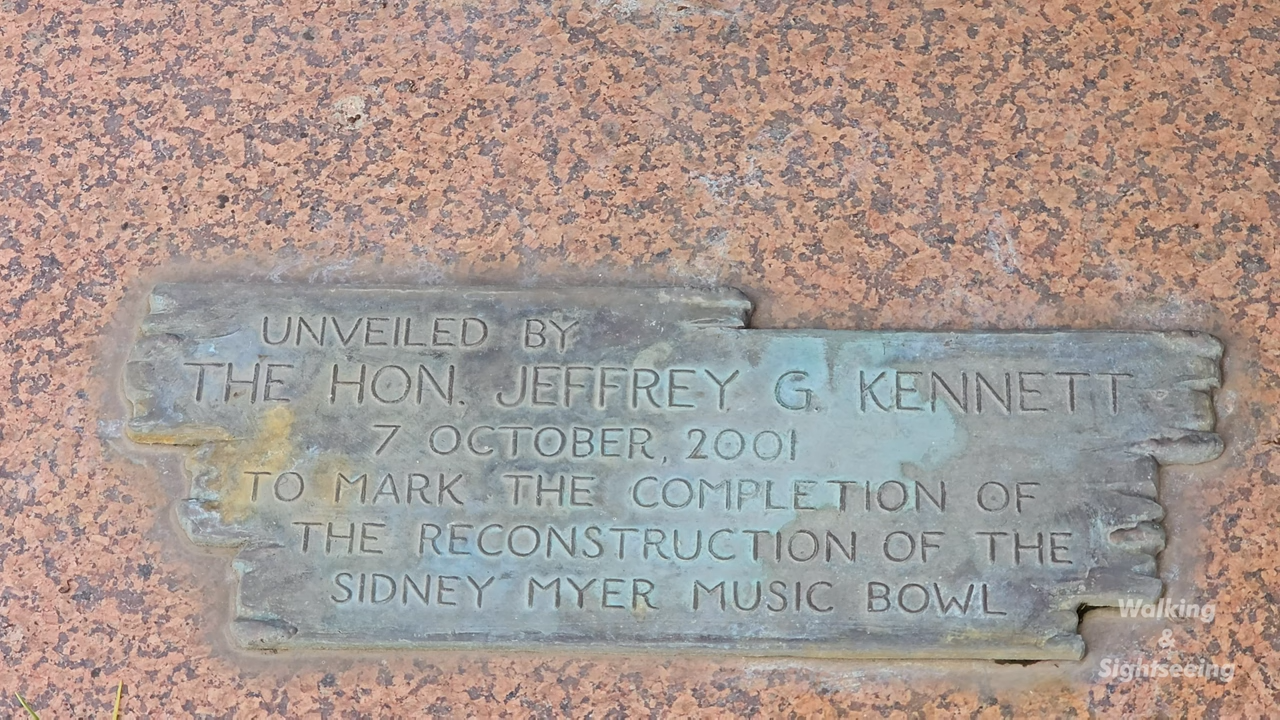 UNVEILED BY
THE HON. JEFFREY G. KENNETT
7 OCTOBER, 2001
TO MARK THE COMPLETION OF
THE RECONSTRUCTION OF THE
SIDNEY MYER MUSIC BOWL
Walking
&
Sightseeing